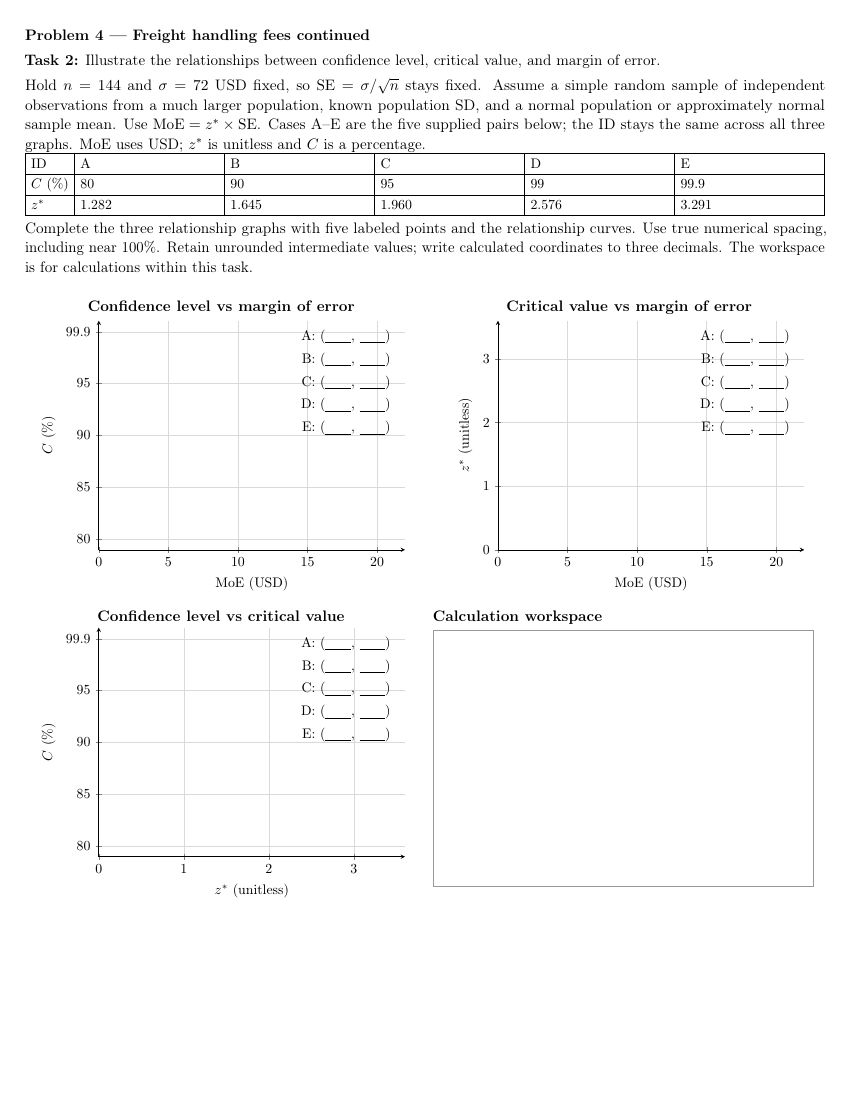 Problem 4 — Freight handling fees continued
Task 2: Illustrate the relationships between confidence level, critical value, and margin of error.
Hold n = 144 and σ = 72 USD fixed, so SE = σ/√n stays fixed. Assume a simple random sample of independent
observations from a much larger population, known population SD, and a normal population or approximately normal
sample mean. Use MoE = z* × SE. Cases A–E are the five supplied pairs below; the ID stays the same across all three
graphs. MoE uses USD; z* is unitless and C is a percentage.
ID A B C D E
C (%) 80 90 95 99 99.9
z* 1.282 1.645 1.960 2.576 3.291
Complete the three relationship graphs with five labeled points and the relationship curves. Use true numerical spacing,
including near 100%. Retain unrounded intermediate values; write calculated coordinates to three decimals. The workspace
is for calculations within this task.
Confidence level vs margin of error
99.9
95
90
85
80
C (%)
0 5 10 15 20
MoE (USD)
A: (___, ___)
B: (___, ___)
C: (___, ___)
D: (___, ___)
E: (___, ___)
Critical value vs margin of error
3
2
1
0
z* (unitless)
0 5 10 15 20
MoE (USD)
A: (___, ___)
B: (___, ___)
C: (___, ___)
D: (___, ___)
E: (___, ___)
Confidence level vs critical value
99.9
95
90
85
80
C (%)
0 1 2 3
z* (unitless)
A: (___, ___)
B: (___, ___)
C: (___, ___)
D: (___, ___)
E: (___, ___)
Calculation workspace